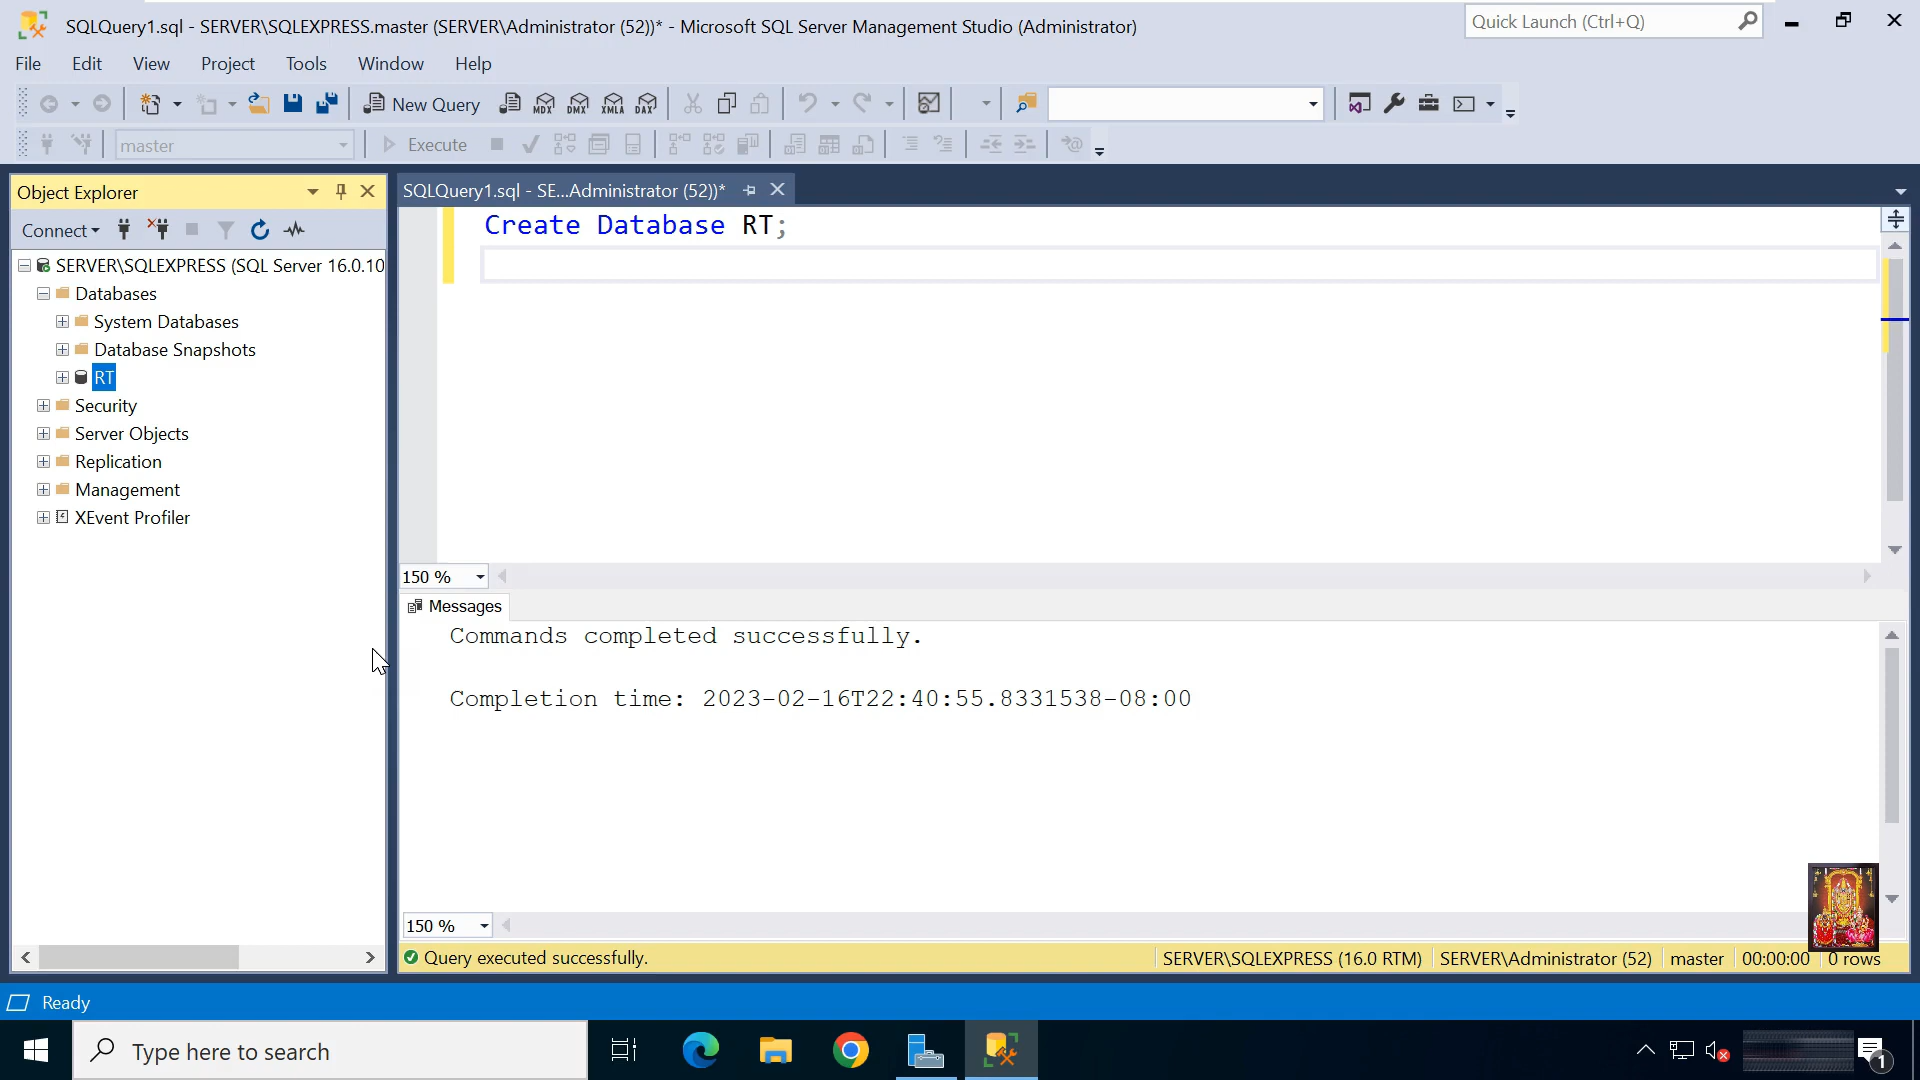 SQLQuery1.sql - SERVER\SQLEXPRESS.master (SERVER\Administrator (52))* - Microsoft SQL Server Management Studio (Administrator)
Quick Launch (Ctrl+Q)
File Edit View Project Tools Window Help
New Query
MDX DMX XMLA DAX
master
Execute
Object Explorer
SQLQuery1.sql - SE...Administrator (52))*
Connect
Create Database RT;
SERVER\SQLEXPRESS (SQL Server 16.0.10
Databases
System Databases
Database Snapshots
RT
Security
Server Objects
Replication
Management
XEvent Profiler
150 %
Messages
Commands completed successfully.
Completion time: 2023-02-16T22:40:55.8331538-08:00
150 %
Query executed successfully.
SERVER\SQLEXPRESS (16.0 RTM)
SERVER\Administrator (52)
master
00:00:00
0 rows
Ready
Type here to search
1